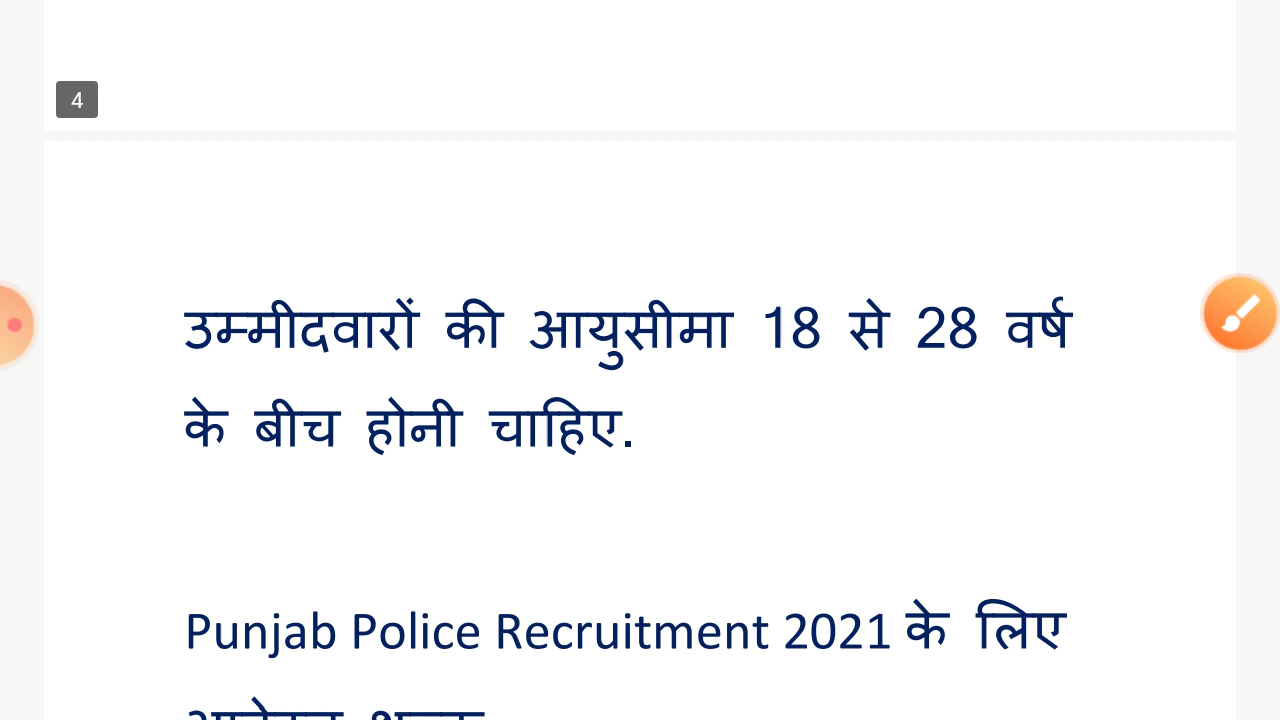 4
उम्मीदवारों की आयुसीमा 18 से 28 वर्ष
के बीच होनी चाहिए.
Punjab Police Recruitment 2021 के लिए